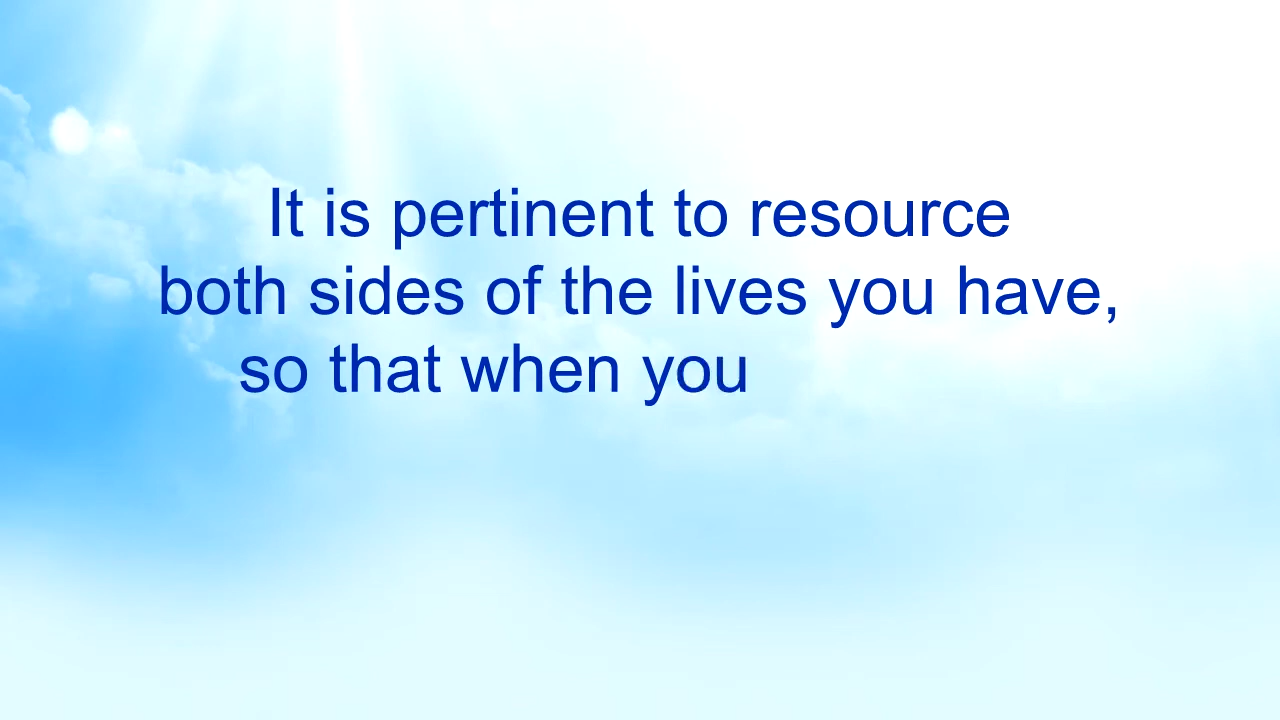 It is pertinent to resource
both sides of the lives you have,
so that when you